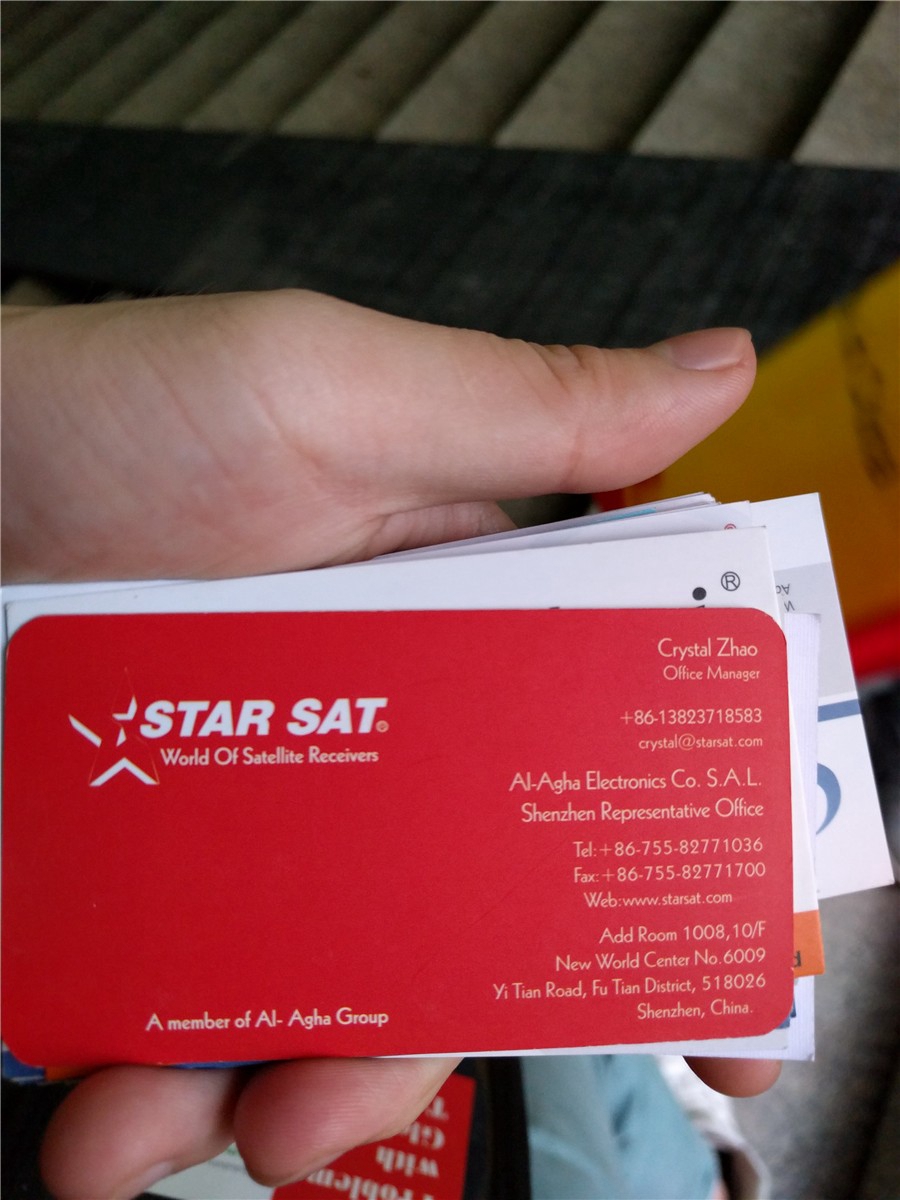 ®
STAR SAT
World Of Satellite Receivers
Crystal Zhao
Office Manager
+86-13823718583
crystal@starsat.com
Al-Agha Electronics Co. S.A.L.
Shenzhen Representative Office
Tel:+86-755-82771036
Fax:+86-755-82771700
Web:www.starsat.com
Add Room 1008,10/F
New World Center No.6009
Yi Tian Road, Fu Tian District, 518026
Shenzhen, China.
A member of Al- Agha Group
with